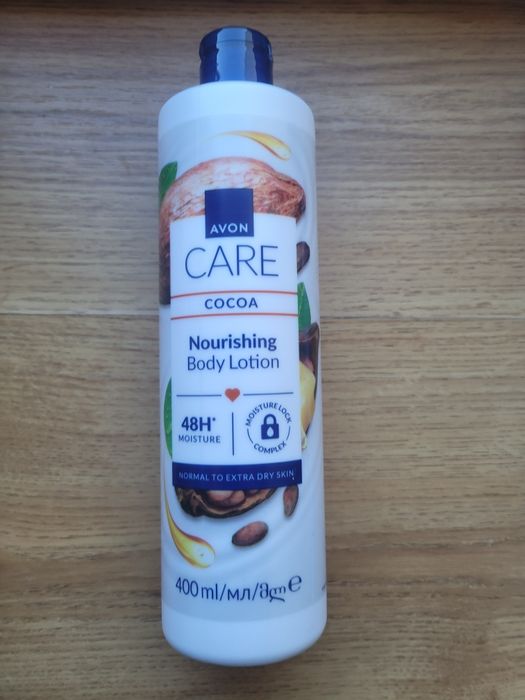 AVON
CARE
COCOA
Nourishing
Body Lotion
48H*
MOISTURE
MOISTURE LOCK
COMPLEX
NORMAL TO EXTRA DRY SKIN
400 ml/мл/მლ e